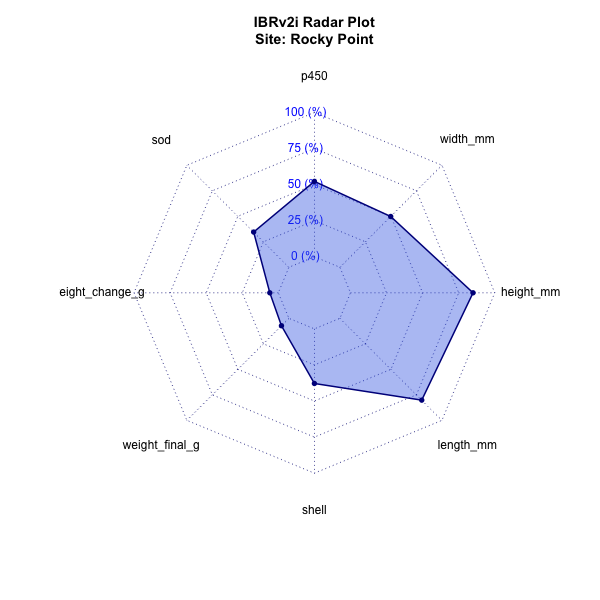 IBRv2i Radar Plot
Site: Rocky Point
p450
100 (%)
sod
width_mm
75 (%)
50 (%)
25 (%)
0 (%)
eight_change_g
height_mm
weight_final_g
length_mm
shell